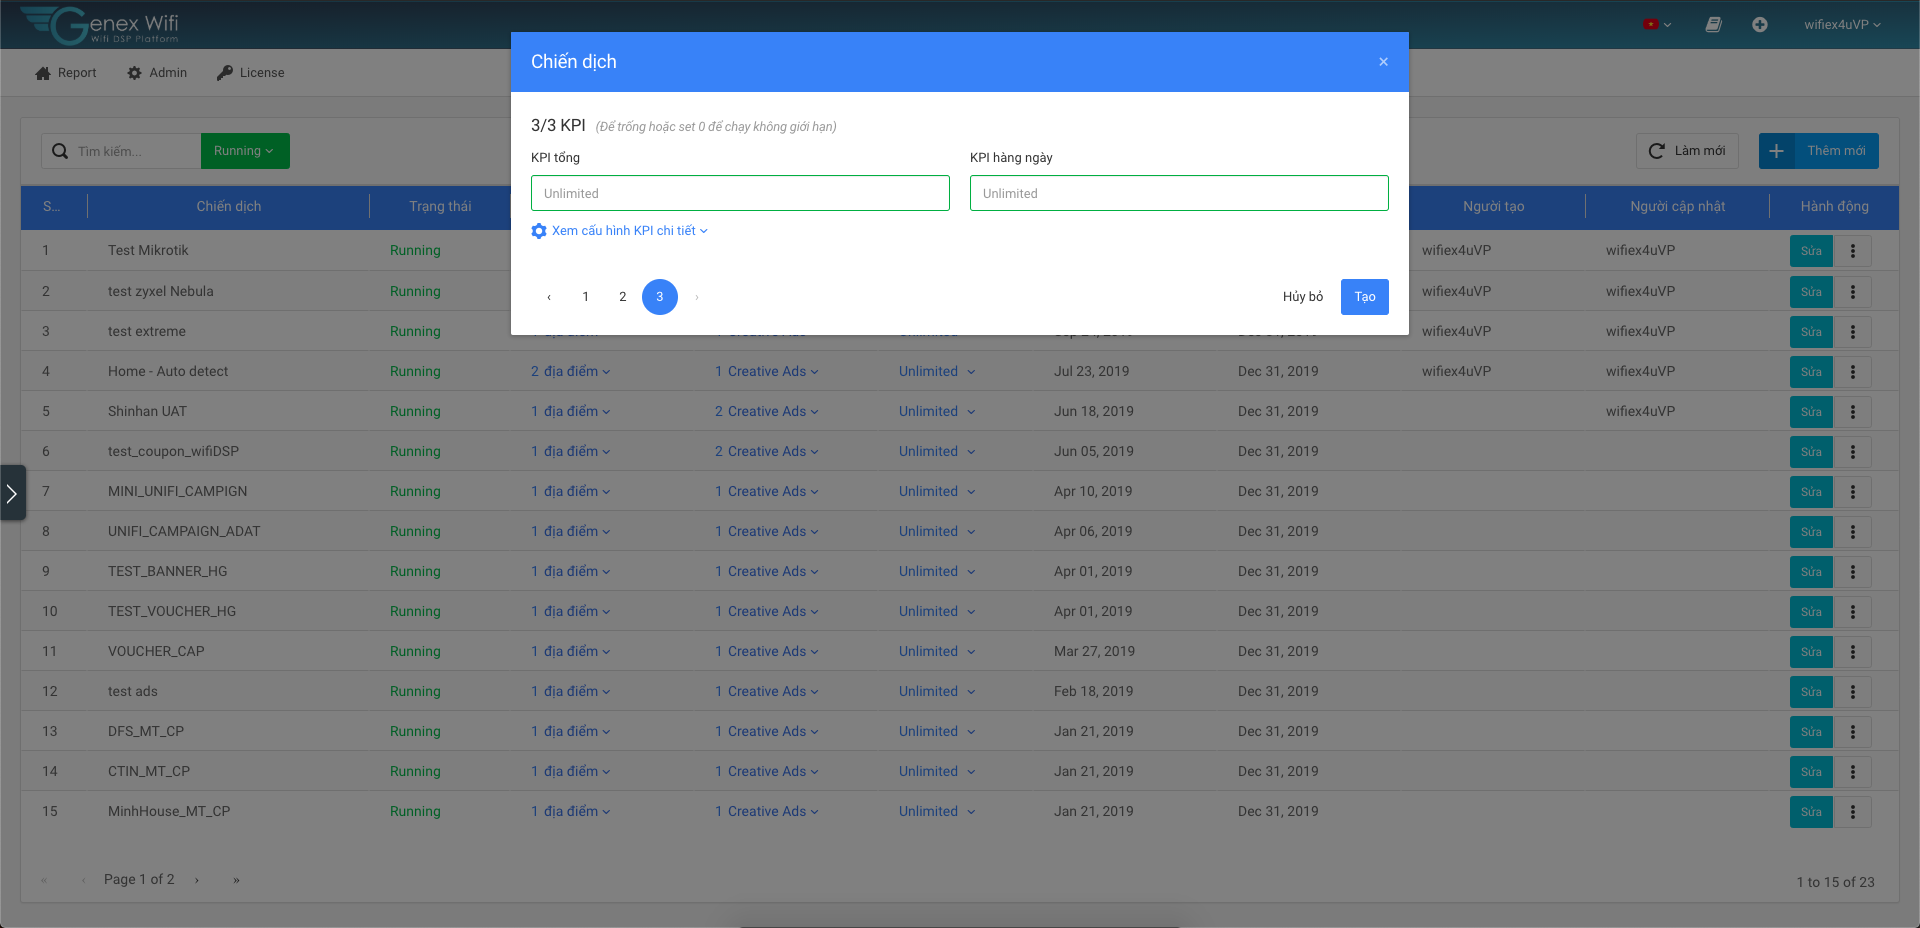 Genex Wifi
Wifi DSP Platform
wifiex4uVP
Report
Admin
License
Chiến dịch
×
3/3 KPI (Để trống hoặc set 0 để chạy không giới hạn)
KPI tổng
KPI hàng ngày
Unlimited
Unlimited
Xem cấu hình KPI chi tiết
‹ 1 2 3 ›
Hủy bỏ
Tạo
Tìm kiếm...
Running
Làm mới
Thêm mới
S... Chiến dịch Trạng thái Người tạo Người cập nhật Hành động
1 Test Mikrotik Running wifiex4uVP wifiex4uVP Sửa
2 test zyxel Nebula Running wifiex4uVP wifiex4uVP Sửa
3 test extreme Running wifiex4uVP wifiex4uVP Sửa
4 Home - Auto detect Running 2 địa điểm 1 Creative Ads Unlimited Jul 23, 2019 Dec 31, 2019 wifiex4uVP wifiex4uVP Sửa
5 Shinhan UAT Running 1 địa điểm 2 Creative Ads Unlimited Jun 18, 2019 Dec 31, 2019 wifiex4uVP Sửa
6 test_coupon_wifiDSP Running 1 địa điểm 2 Creative Ads Unlimited Jun 05, 2019 Dec 31, 2019 Sửa
7 MINI_UNIFI_CAMPIGN Running 1 địa điểm 1 Creative Ads Unlimited Apr 10, 2019 Dec 31, 2019 Sửa
8 UNIFI_CAMPAIGN_ADAT Running 1 địa điểm 1 Creative Ads Unlimited Apr 06, 2019 Dec 31, 2019 Sửa
9 TEST_BANNER_HG Running 1 địa điểm 1 Creative Ads Unlimited Apr 01, 2019 Dec 31, 2019 Sửa
10 TEST_VOUCHER_HG Running 1 địa điểm 1 Creative Ads Unlimited Apr 01, 2019 Dec 31, 2019 Sửa
11 VOUCHER_CAP Running 1 địa điểm 1 Creative Ads Unlimited Mar 27, 2019 Dec 31, 2019 Sửa
12 test ads Running 1 địa điểm 1 Creative Ads Unlimited Feb 18, 2019 Dec 31, 2019 Sửa
13 DFS_MT_CP Running 1 địa điểm 1 Creative Ads Unlimited Jan 21, 2019 Dec 31, 2019 Sửa
14 CTIN_MT_CP Running 1 địa điểm 1 Creative Ads Unlimited Jan 21, 2019 Dec 31, 2019 Sửa
15 MinhHouse_MT_CP Running 1 địa điểm 1 Creative Ads Unlimited Jan 21, 2019 Dec 31, 2019 Sửa
« ‹ Page 1 of 2 › »
1 to 15 of 23